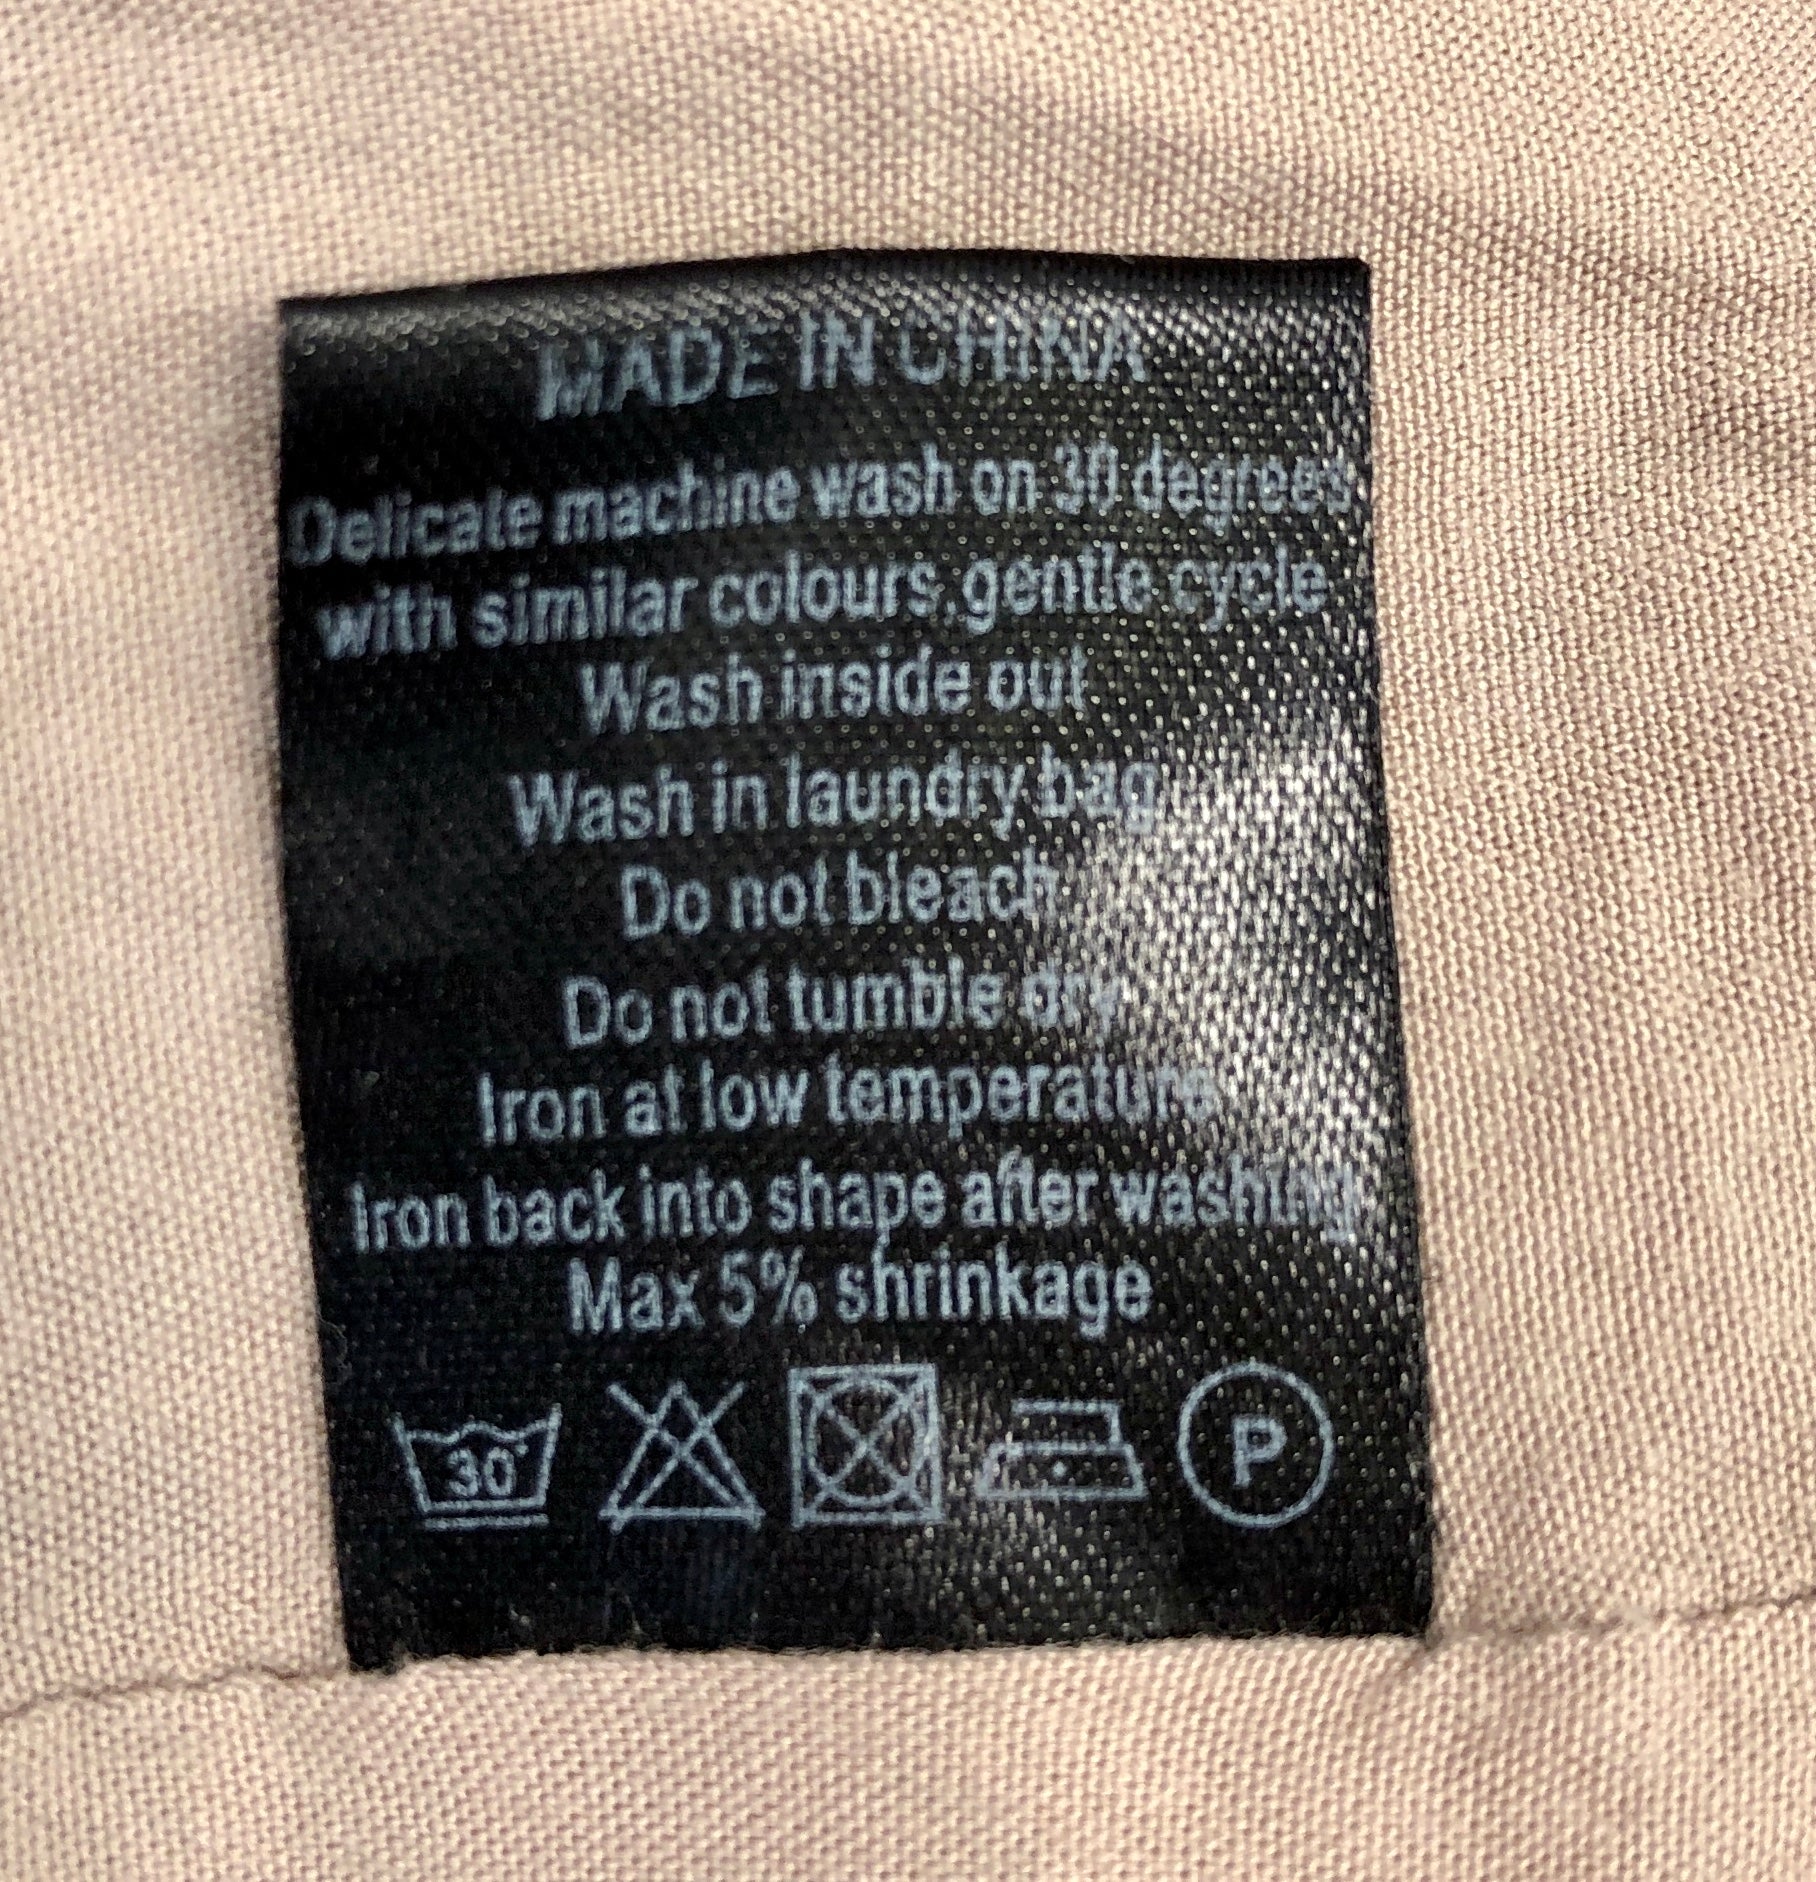 MADE IN CHINA
Delicate machine wash on 30 degrees
with similar colours,gentle cycle
Wash inside out
Wash in laundry bag
Do not bleach
Do not tumble dry
Iron at low temperature
Iron back into shape after washing
Max 5% shrinkage
30° P